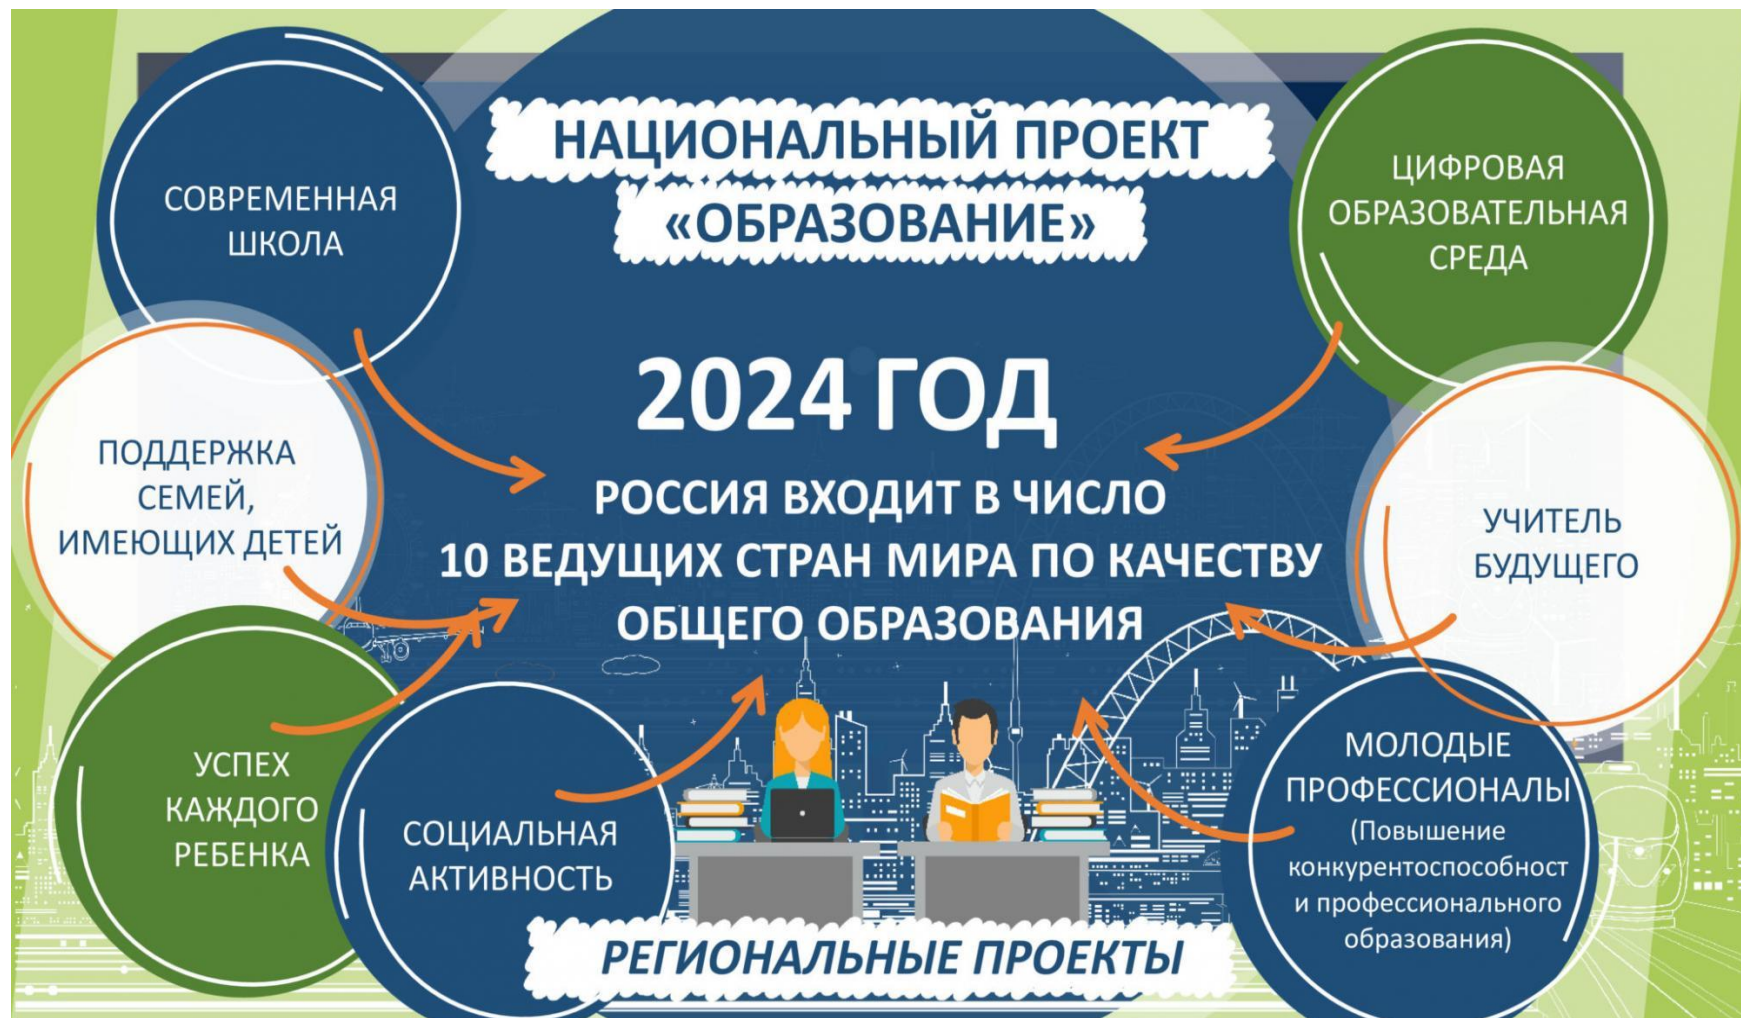 НАЦИОНАЛЬНЫЙ ПРОЕКТ
«ОБРАЗОВАНИЕ»
СОВРЕМЕННАЯ
ШКОЛА
ЦИФРОВАЯ
ОБРАЗОВАТЕЛЬНАЯ
СРЕДА
2024 ГОД
РОССИЯ ВХОДИТ В ЧИСЛО
10 ВЕДУЩИХ СТРАН МИРА ПО КАЧЕСТВУ
ОБЩЕГО ОБРАЗОВАНИЯ
ПОДДЕРЖКА
СЕМЕЙ,
ИМЕЮЩИХ ДЕТЕЙ
УЧИТЕЛЬ
БУДУЩЕГО
УСПЕХ
КАЖДОГО
РЕБЕНКА
СОЦИАЛЬНАЯ
АКТИВНОСТЬ
МОЛОДЫЕ
ПРОФЕССИОНАЛЫ
(Повышение
конкурентоспособност
и профессионального
образования)
РЕГИОНАЛЬНЫЕ ПРОЕКТЫ